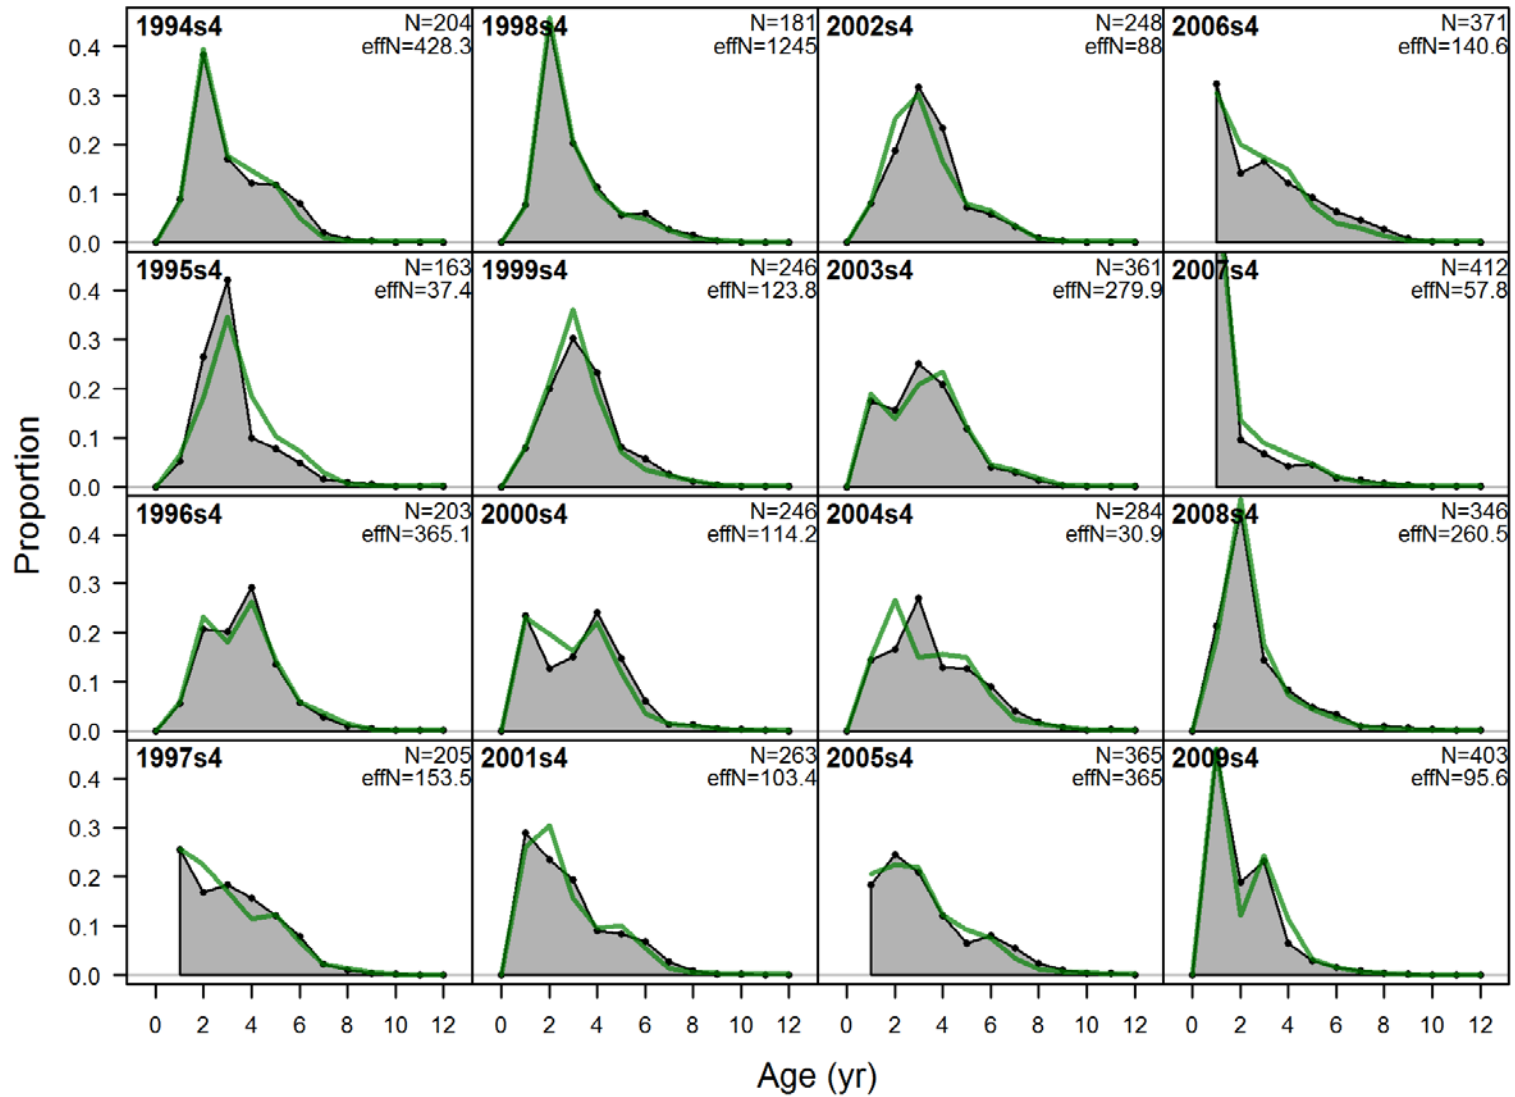 1994s4
N=204
effN=428.3
1998s4
N=181
effN=1245
2002s4
N=248
effN=88
2006s4
N=371
effN=140.6
0.4
0.3
0.2
0.1
0.0
1995s4
N=163
effN=37.4
1999s4
N=246
effN=123.8
2003s4
N=361
effN=279.9
2007s4
N=412
effN=57.8
0.4
0.3
0.2
0.1
0.0
1996s4
N=203
effN=365.1
2000s4
N=246
effN=114.2
2004s4
N=284
effN=30.9
2008s4
N=346
effN=260.5
0.4
0.3
0.2
0.1
0.0
1997s4
N=205
effN=153.5
2001s4
N=263
effN=103.4
2005s4
N=365
effN=365
2009s4
N=403
effN=95.6
0.4
0.3
0.2
0.1
0.0
Proportion
0 2 4 6 8 10 12
0 2 4 6 8 10 12
0 2 4 6 8 10 12
0 2 4 6 8 10 12
Age (yr)